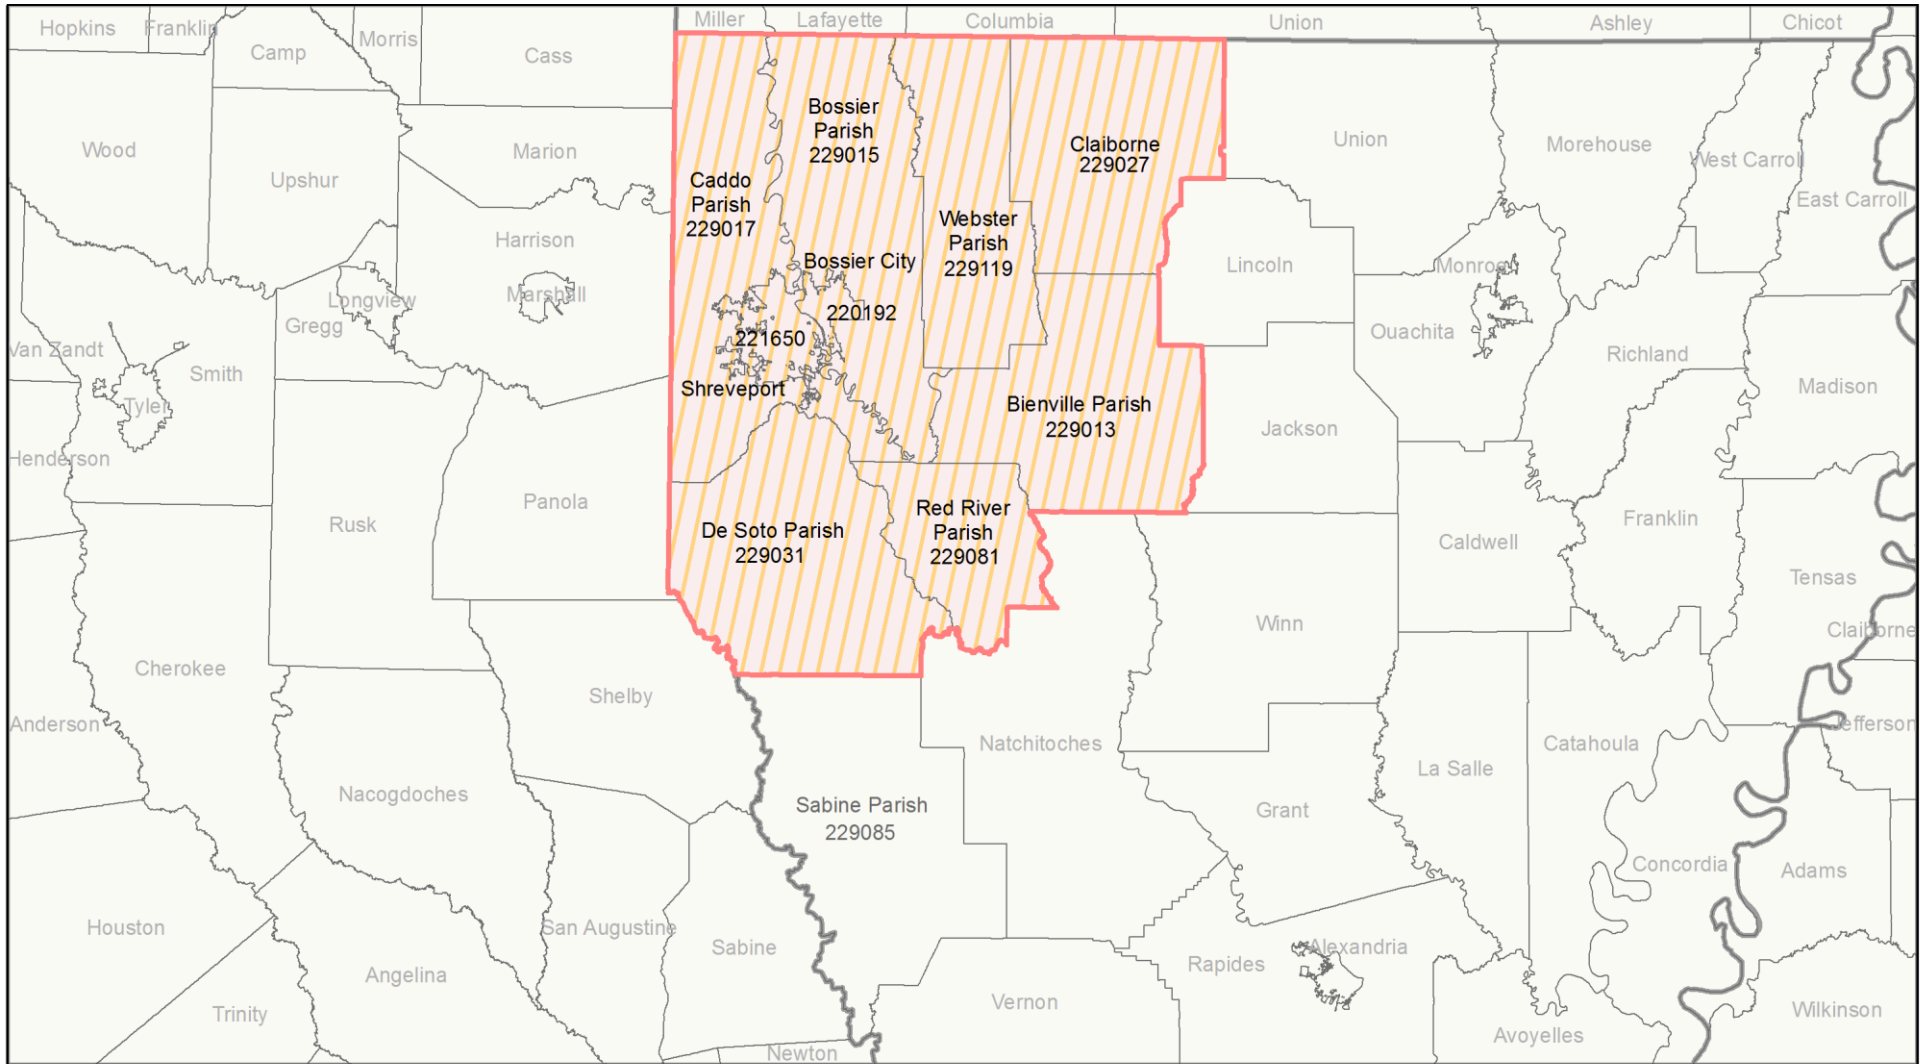 Hopkins
Franklin
Camp
Morris
Cass
Miller
Lafayette
Columbia
Union
Ashley
Chicot
Wood
Upshur
Marion
Harrison
Marshall
Longview
Gregg
Van Zandt
Smith
Tyler
Henderson
Rusk
Panola
Cherokee
Anderson
Shelby
Nacogdoches
Houston
Angelina
Trinity
San Augustine
Sabine
Newton
Caddo
Parish
229017
Bossier
Parish
229015
Claiborne
229027
Webster
Parish
229119
Bossier City
220192
221650
Shreveport
Bienville Parish
229013
De Soto Parish
229031
Red River
Parish
229081
Sabine Parish
229085
Union
Morehouse
West Carroll
East Carroll
Lincoln
Monroe
Ouachita
Richland
Madison
Jackson
Caldwell
Franklin
Tensas
Claiborne
Winn
Natchitoches
La Salle
Catahoula
Jefferson
Grant
Concordia
Adams
Rapides
Alexandria
Vernon
Avoyelles
Wilkinson